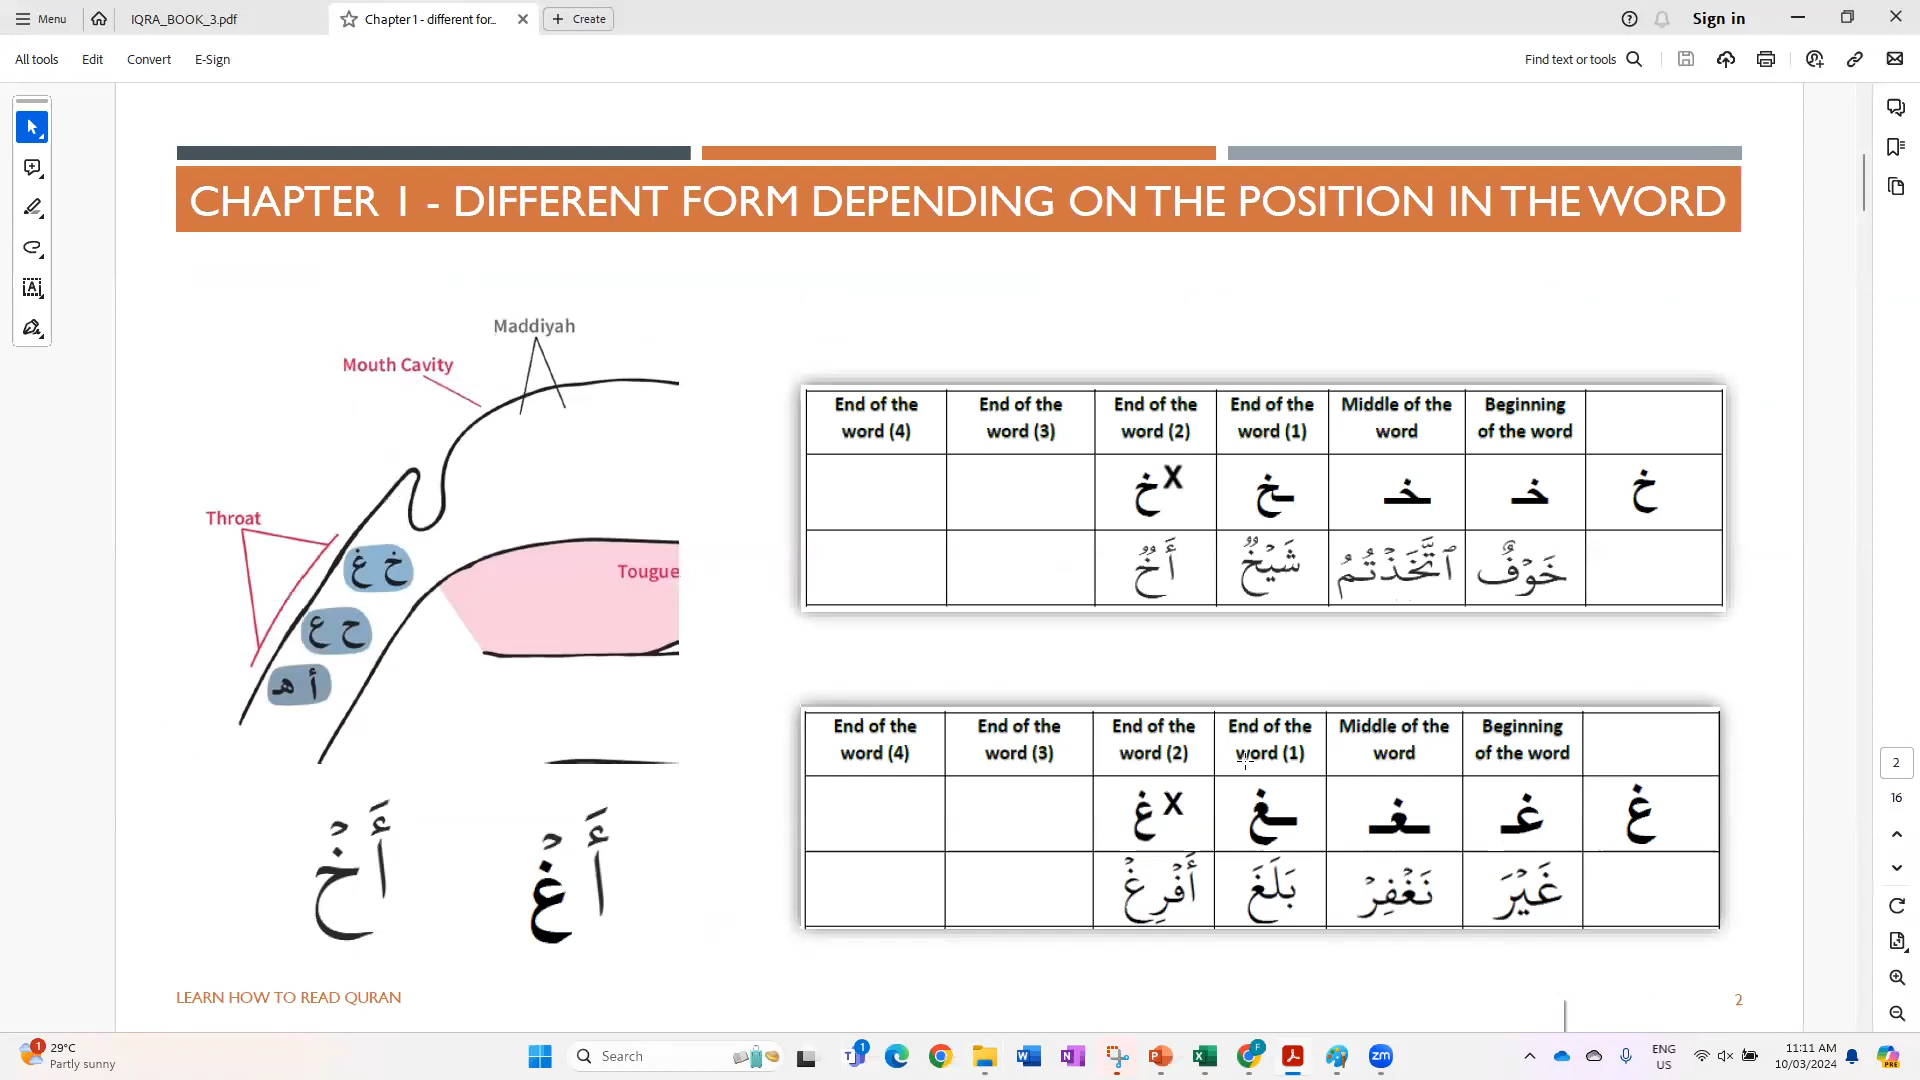 Menu
IQRA_BOOK_3.pdf
Chapter 1 - different for...
Create
Sign in
All tools
Edit
Convert
E-Sign
Find text or tools
CHAPTER 1 - DIFFERENT FORM DEPENDING ON THE POSITION IN THE WORD
Maddiyah
Mouth Cavity
Throat
Tougue
خ غ
ح ع
أ هـ
أَخْ
أَغْ
End of the word (4)
End of the word (3)
End of the word (2)
End of the word (1)
Middle of the word
Beginning of the word
خ X
ـخ
ـخـ
خـ
خ
أَخٌ
شَيْخٌ
ٱتَّخَذْتُمُ
خَوْفٌ
End of the word (4)
End of the word (3)
End of the word (2)
End of the word (1)
Middle of the word
Beginning of the word
غ X
ـغ
ـغـ
غـ
غ
أَفْرِغْ
بَلَغَ
نَغْفِرْ
غَيْرَ
LEARN HOW TO READ QURAN
2
2
16
1
29°C
Partly sunny
Search
1
F
zm
ENG
US
11:11 AM
10/03/2024
PRE